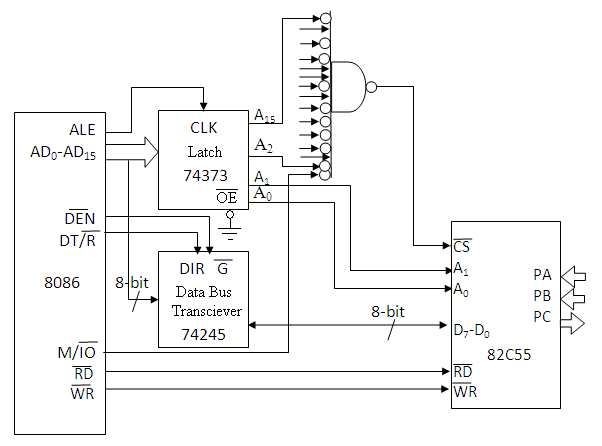 ALE
AD0-AD15
DEN
DT/R
8086
M/IO
RD
WR
CLK
Latch
74373
OE
A15
A2
A1
A0
DIR G
Data Bus
Transciever
74245
8-bit
8-bit
CS
A1
A0
D7-D0
RD
WR
PA
PB
PC
82C55